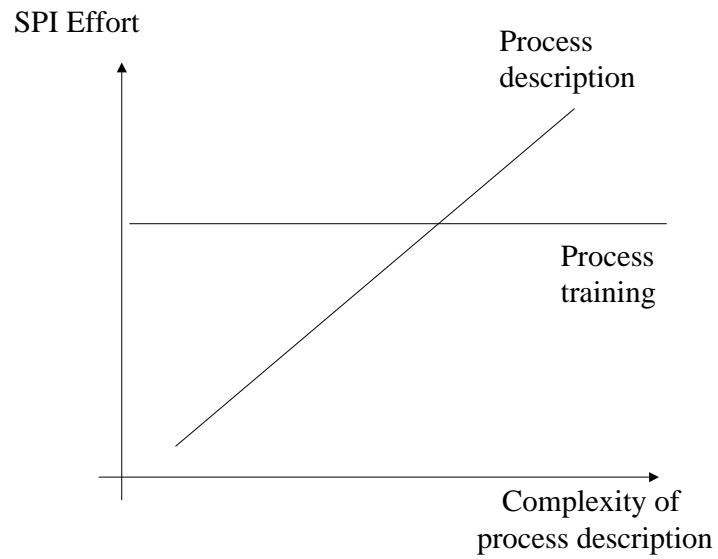 SPI Effort
Process
description
Process
training
Complexity of
process description